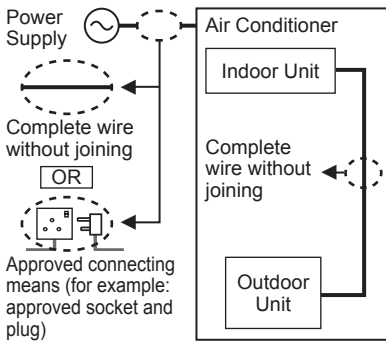 Power
Supply
Air Conditioner
Indoor Unit
Complete wire
without joining
OR
Approved connecting
means (for example:
approved socket and
plug)
Complete
wire without
joining
Outdoor
Unit